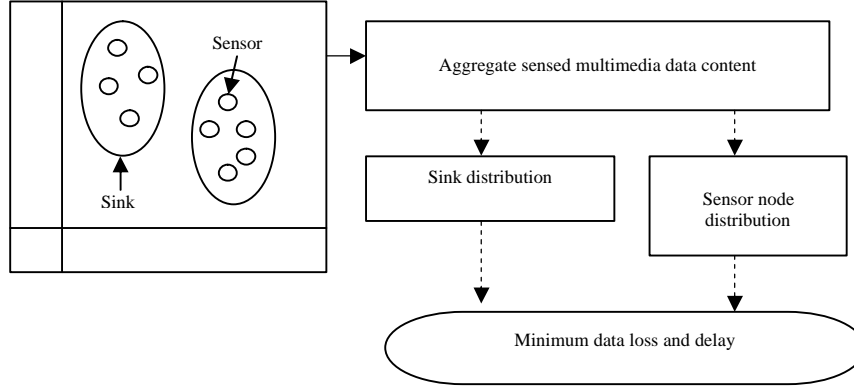 Sensor
Aggregate sensed multimedia data content
Sink distribution
Sink
Sensor node
distribution
Minimum data loss and delay